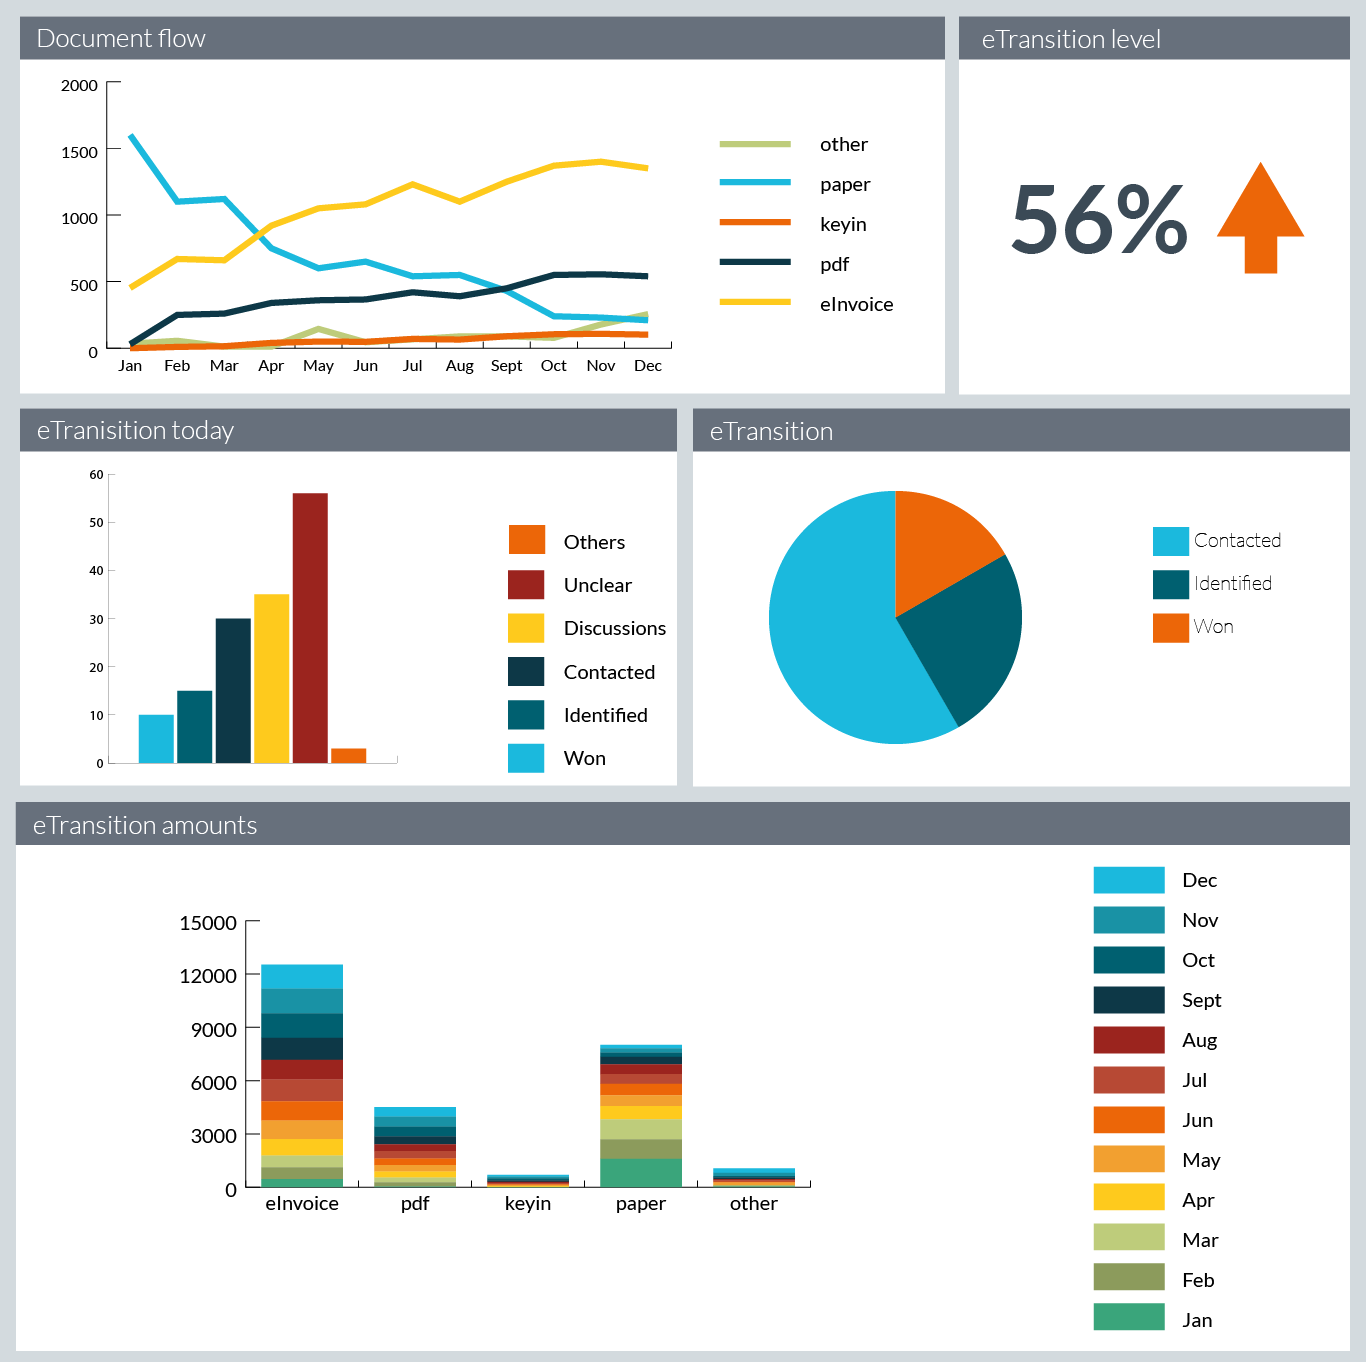 Document flow
2000
1500
1000
500
0
Jan Feb Mar Apr May Jun Jul Aug Sept Oct Nov Dec
other
paper
keyin
pdf
eInvoice
eTransition level
56%
eTranisition today
60
50
40
30
20
10
0
Others
Unclear
Discussions
Contacted
Identified
Won
eTransition
Contacted
Identified
Won
eTransition amounts
15000
12000
9000
6000
3000
0
eInvoice pdf keyin paper other
Dec
Nov
Oct
Sept
Aug
Jul
Jun
May
Apr
Mar
Feb
Jan